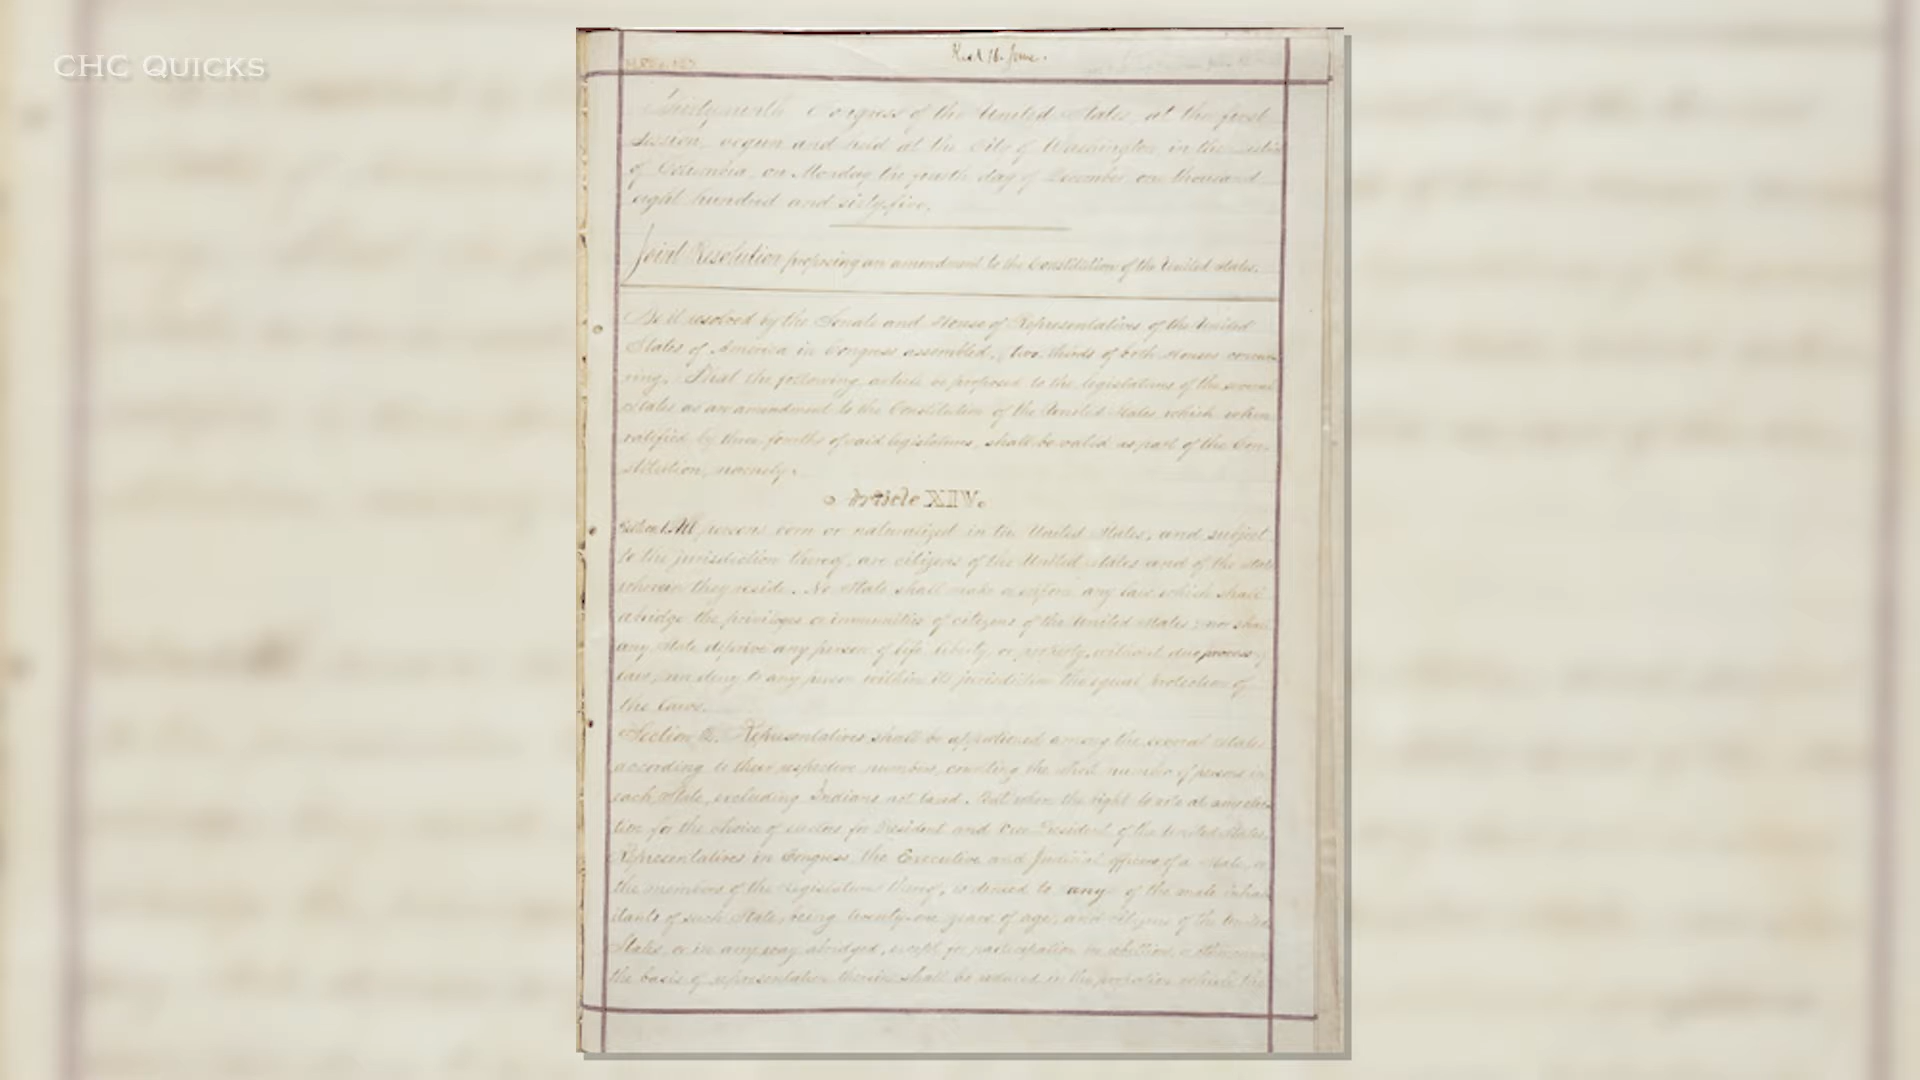 CHC QUICKS
Recd 16. June.
Thirty-ninth Congress of the United States, at the first
Session, begun and held at the City of Washington, in the
of Columbia, on Monday the fourth day of December, one thousand
eight hundred and sixty-five.
Joint Resolution proposing an amendment to the Constitution of the United States.
Be it resolved by the Senate and House of Representatives of the United
States of America in Congress assembled, two-thirds of both Houses concur-
ring, That the following article be proposed to the legislatures of the several
States as an amendment to the Constitution of the United States, which, when
ratified by three-fourths of said legislatures, shall be valid as part of the Con-
stitution, namely:
Article XIV.
Section 1. All persons born or naturalized in the United States, and subject
to the jurisdiction thereof, are citizens of the United States and of the State
wherein they reside. No State shall make or enforce any law which shall
abridge the privileges or immunities of citizens of the United States; nor shall
any State deprive any person of life, liberty, or property, without due process of
law, nor deny to any person within its jurisdiction the equal protection of
the laws.
Section 2. Representatives shall be apportioned among the several States
according to their respective numbers, counting the whole number of persons in
each State, excluding Indians not taxed. But when the right to vote at any elec-
tion for the choice of electors for President and Vice President of the United States,
Representatives in Congress, the Executive and Judicial officers of a State, or
the members of the Legislature thereof, is denied to any of the male inhab-
itants of such State, being twenty-one years of age, and citizens of the United
States, or in any way abridged, except for participation in rebellion, or other crime,
the basis of representation therein shall be reduced in the proportion which the